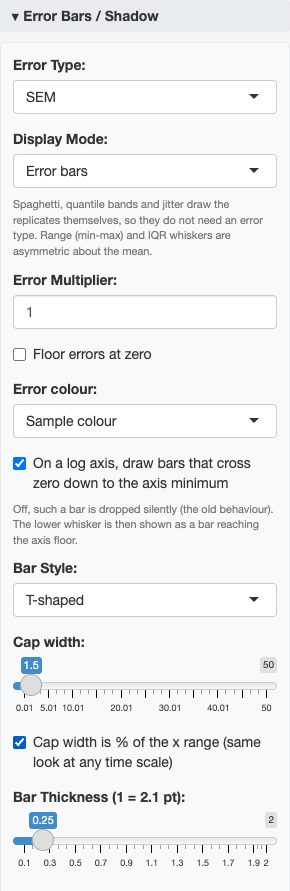 ▾ Error Bars / Shadow
Error Type:
SEM
Display Mode:
Error bars
Spaghetti, quantile bands and jitter draw the
replicates themselves, so they do not need an error
type. Range (min-max) and IQR whiskers are
asymmetric about the mean.
Error Multiplier:
1
Floor errors at zero
Error colour:
Sample colour
On a log axis, draw bars that cross
zero down to the axis minimum
Off, such a bar is dropped silently (the old behaviour).
The lower whisker is then shown as a bar reaching
the axis floor.
Bar Style:
T-shaped
Cap width:
1.5 50
0.01 5.01 10.01 20.01 30.01 40.01 50
Cap width is % of the x range (same
look at any time scale)
Bar Thickness (1 = 2.1 pt):
0.25 2
0.1 0.3 0.5 0.7 0.9 1.1 1.3 1.5 1.7 1.9 2